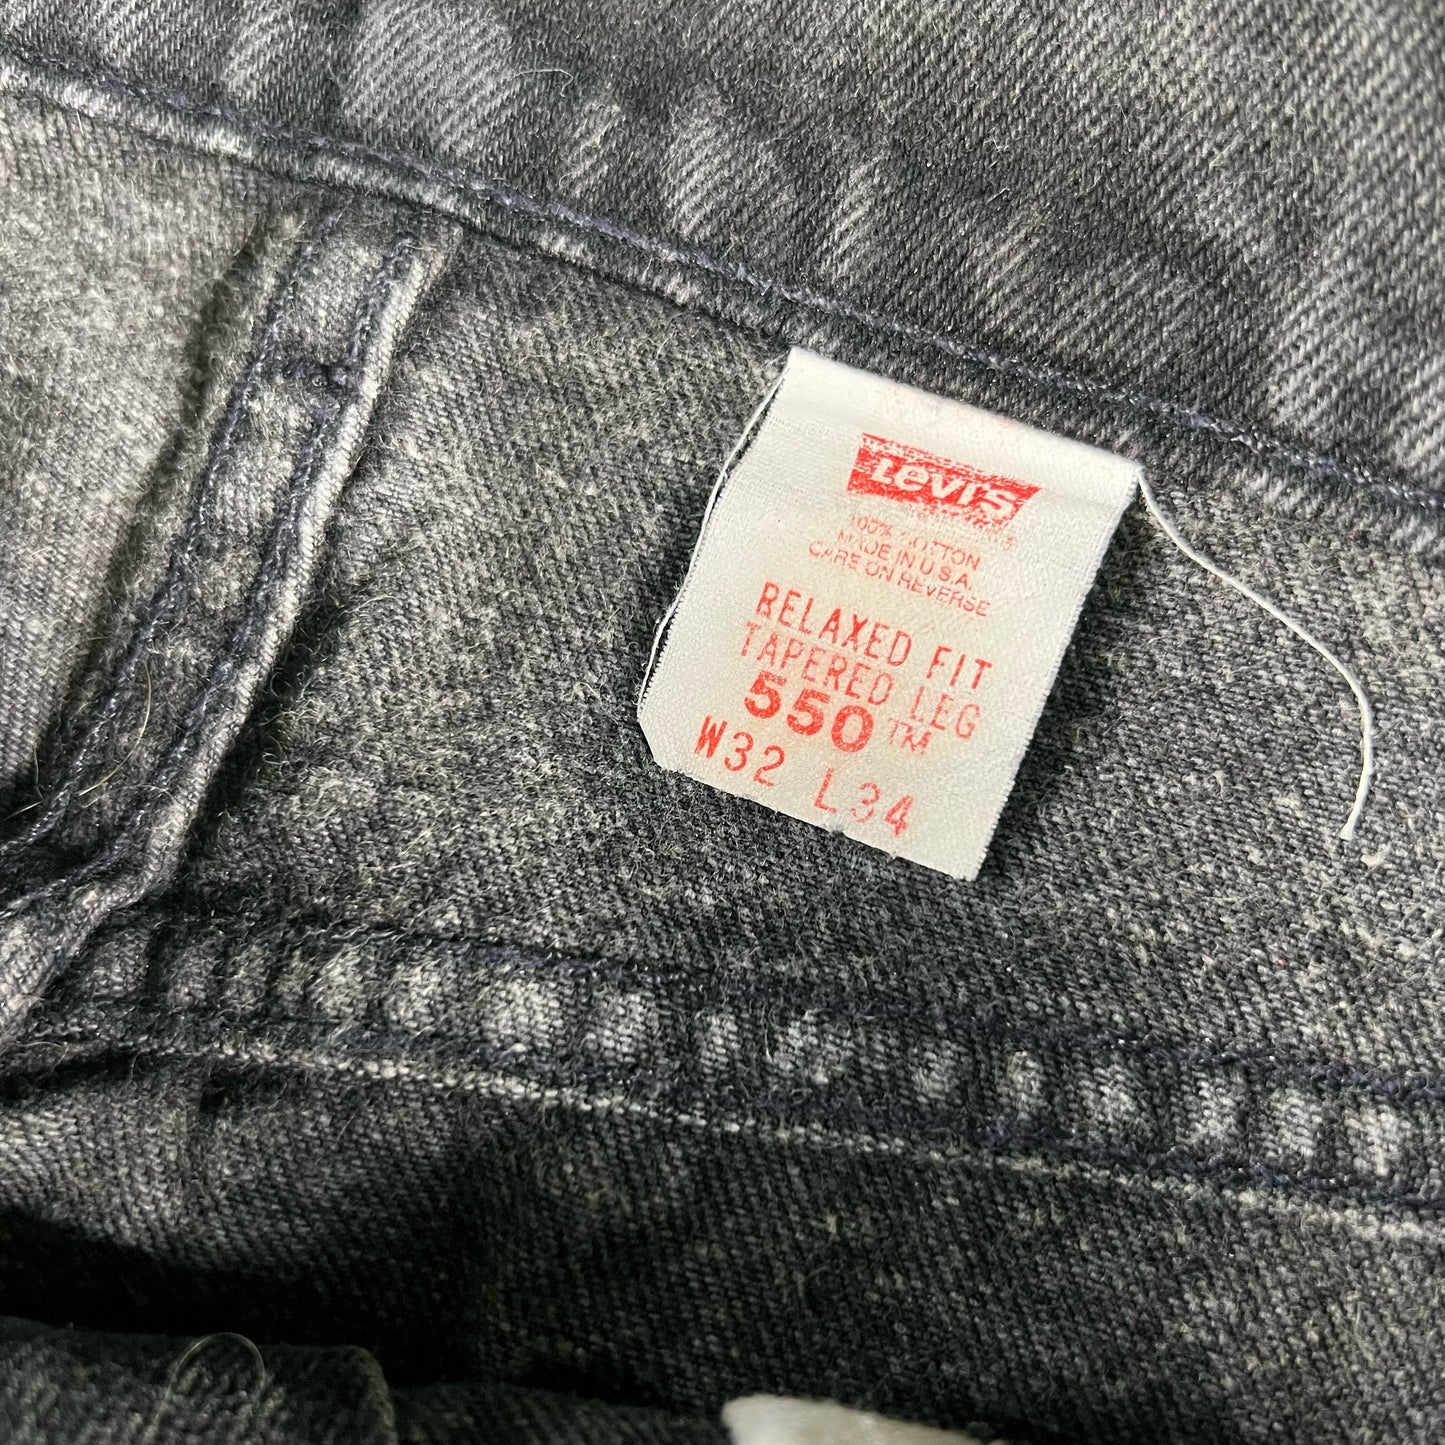 Levi's
100% COTTON
MADE IN U.S.A.
CARE ON REVERSE
RELAXED FIT
TAPERED LEG
550™
W32 L34